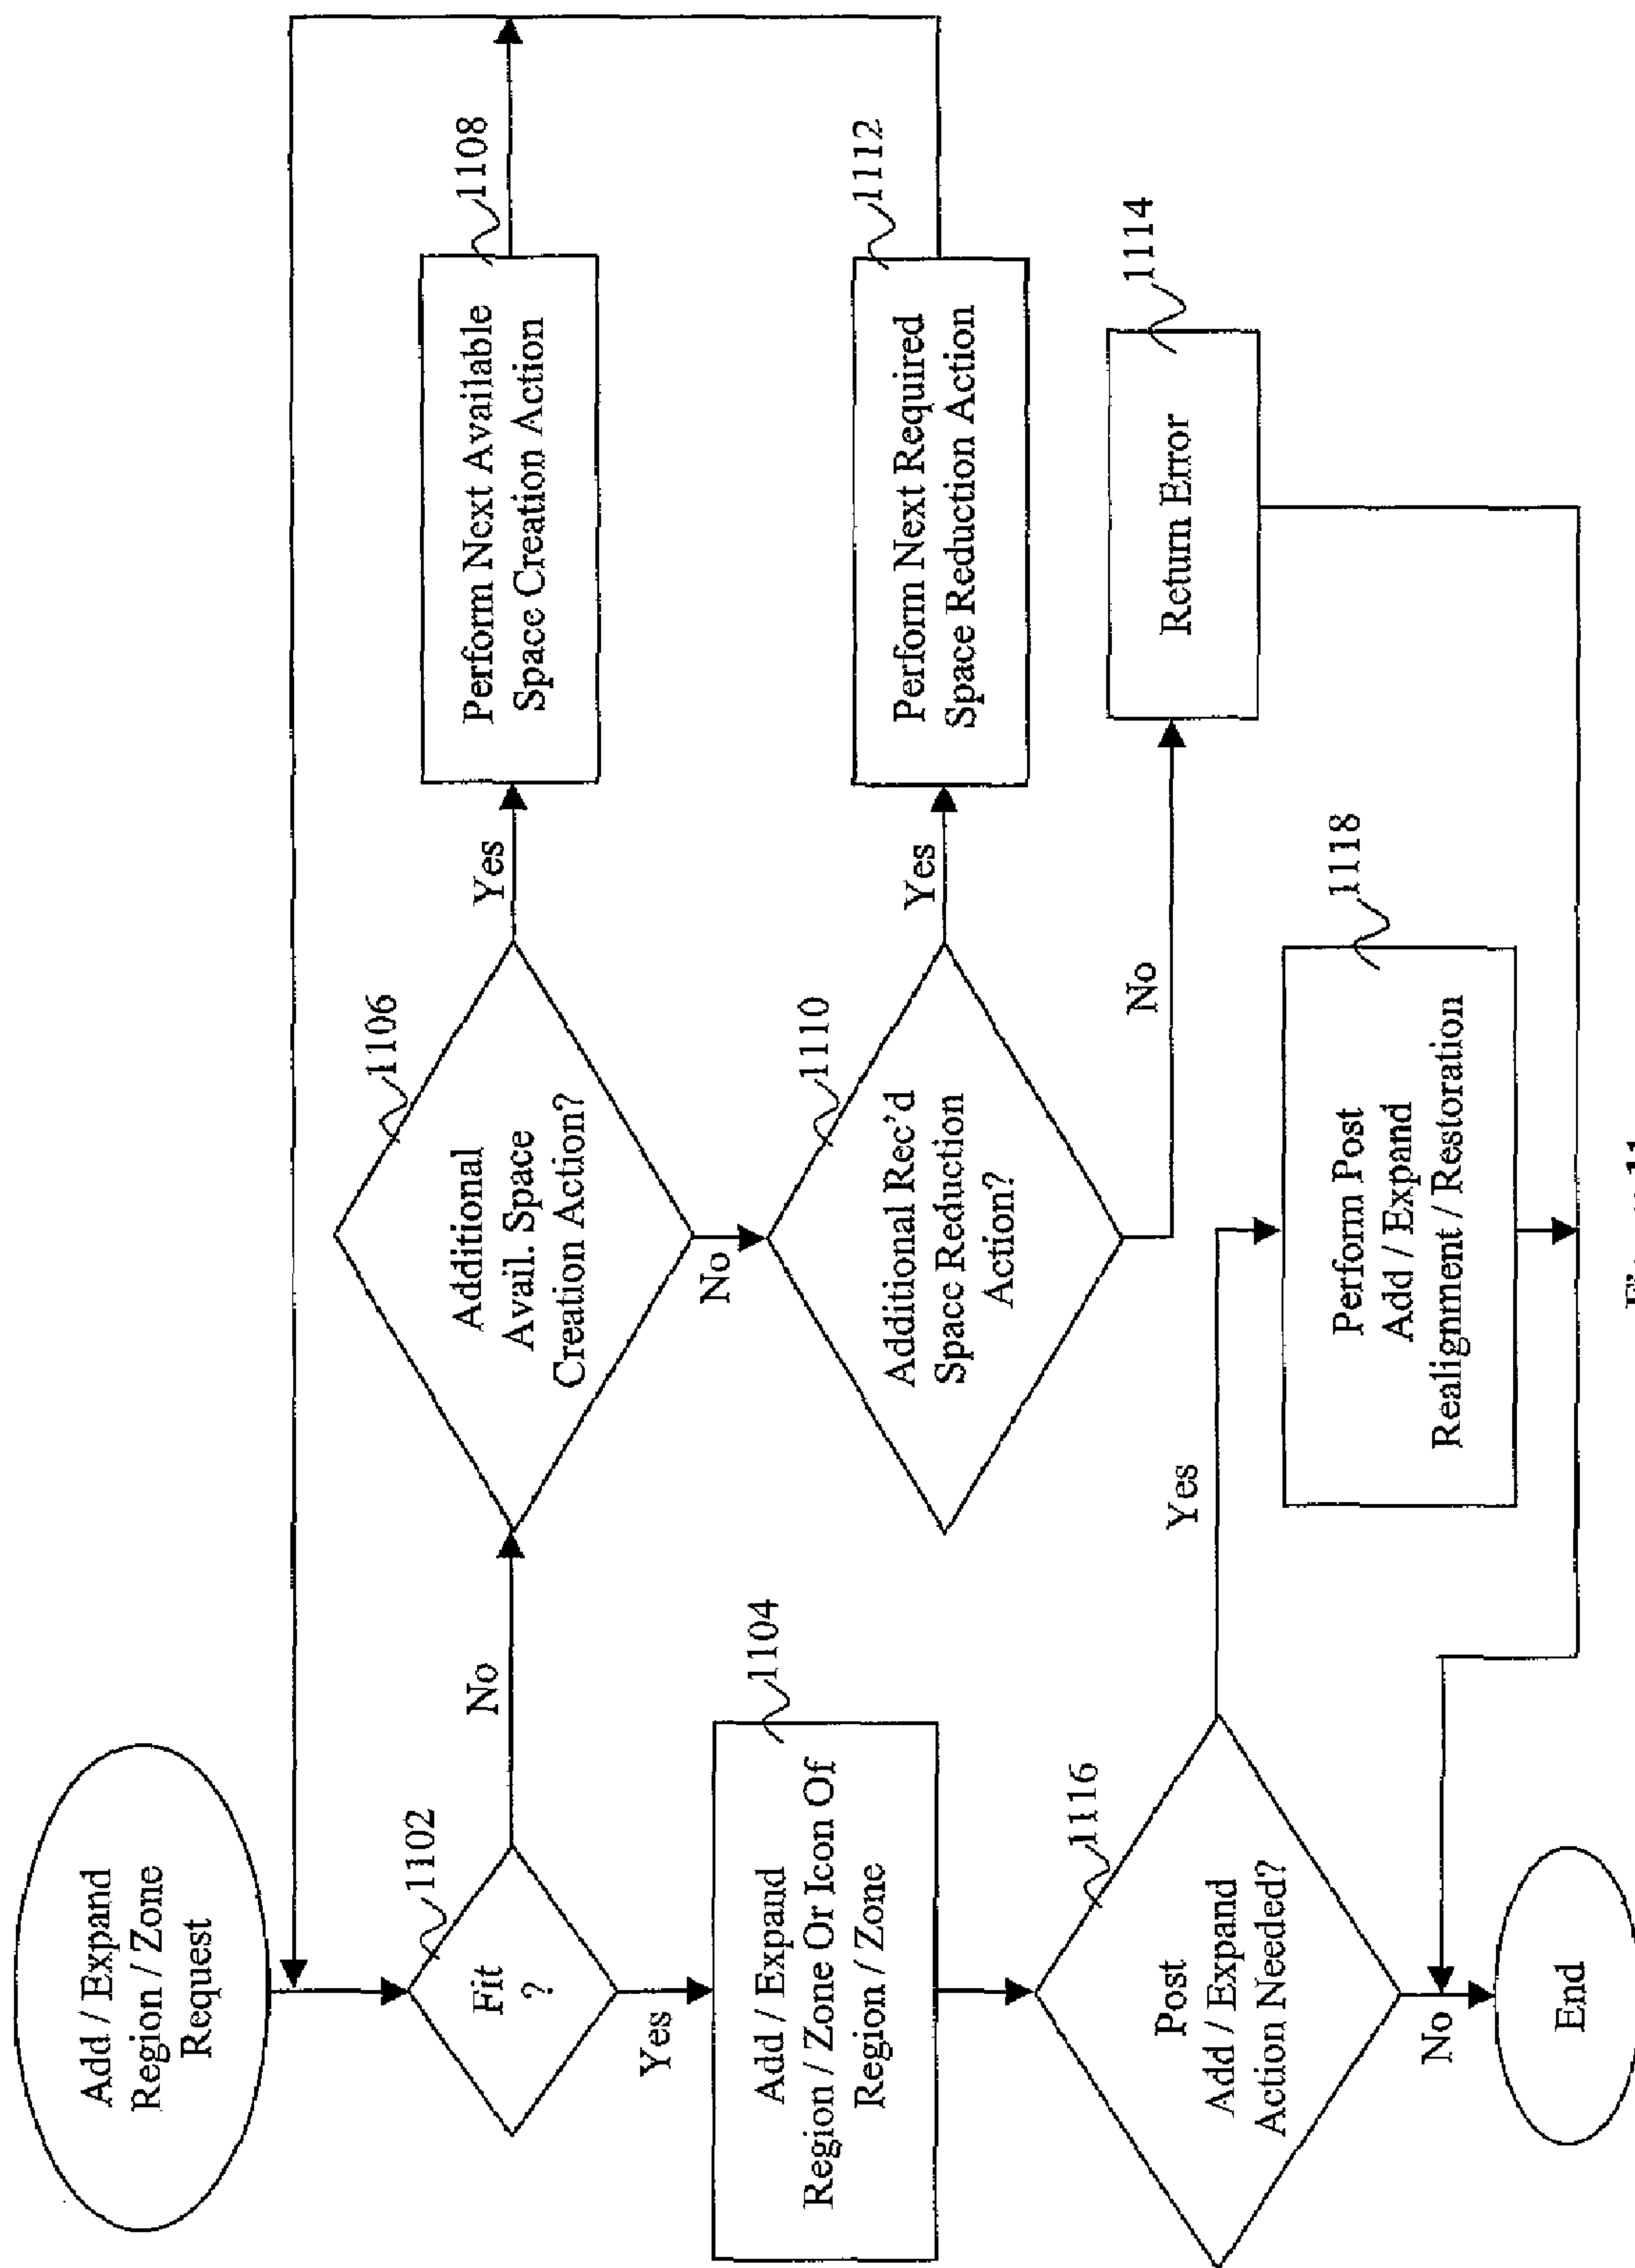 Add / Expand
Region / Zone
Request
1102
Fit
?
No
Yes
1104
Add / Expand
Region / Zone Or Icon Of
Region / Zone
1106
Additional
Avail. Space
Creation Action?
Yes
No
1108
Perform Next Available
Space Creation Action
1110
Additional Rec'd
Space Reduction
Action?
Yes
No
1112
Perform Next Required
Space Reduction Action
1114
Return Error
1116
Post
Add / Expand
Action Needed?
Yes
No
1118
Perform Post
Add / Expand
Realignment / Restoration
End